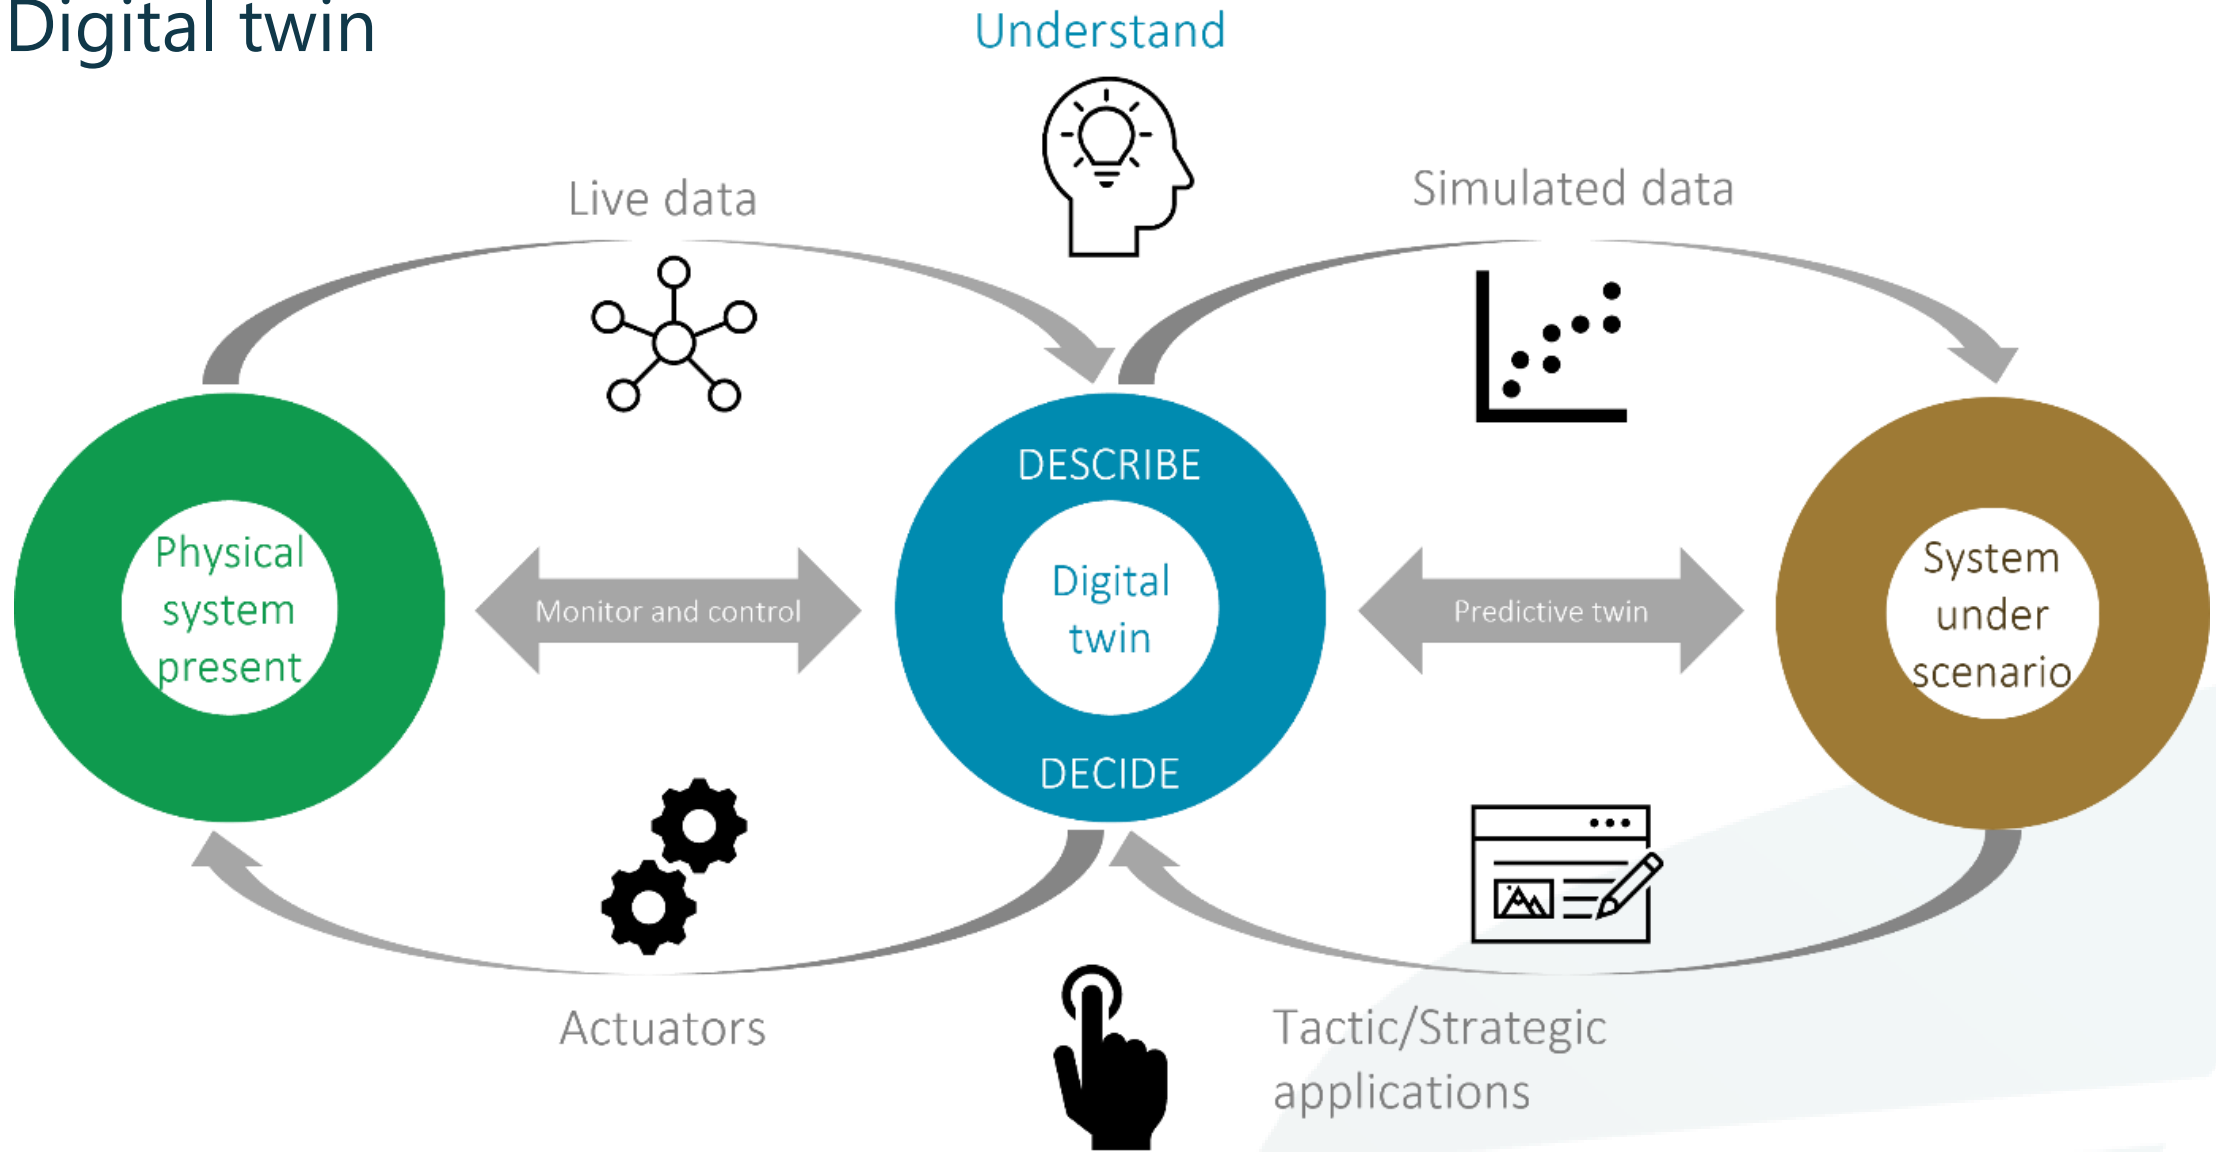 Digital twin
Understand
Live data
Simulated data
DESCRIBE
Physical
system
present
Monitor and control
Digital
twin
Predictive twin
System
under
scenario
DECIDE
Actuators
Tactic/Strategic
applications